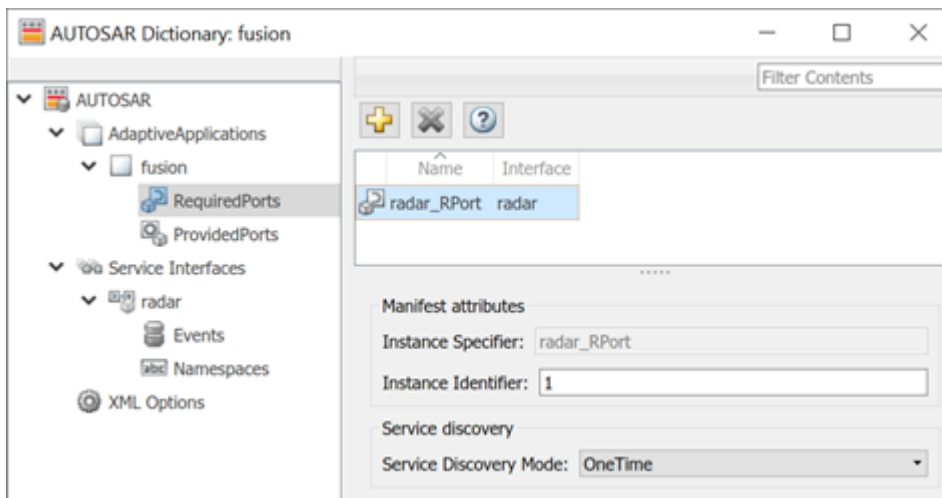 AUTOSAR Dictionary: fusion
Filter Contents
AUTOSAR
AdaptiveApplications
fusion
RequiredPorts
ProvidedPorts
Service Interfaces
radar
Events
abc Namespaces
XML Options
Name Interface
radar_RPort radar
Manifest attributes
Instance Specifier: radar_RPort
Instance Identifier: 1
Service discovery
Service Discovery Mode: OneTime